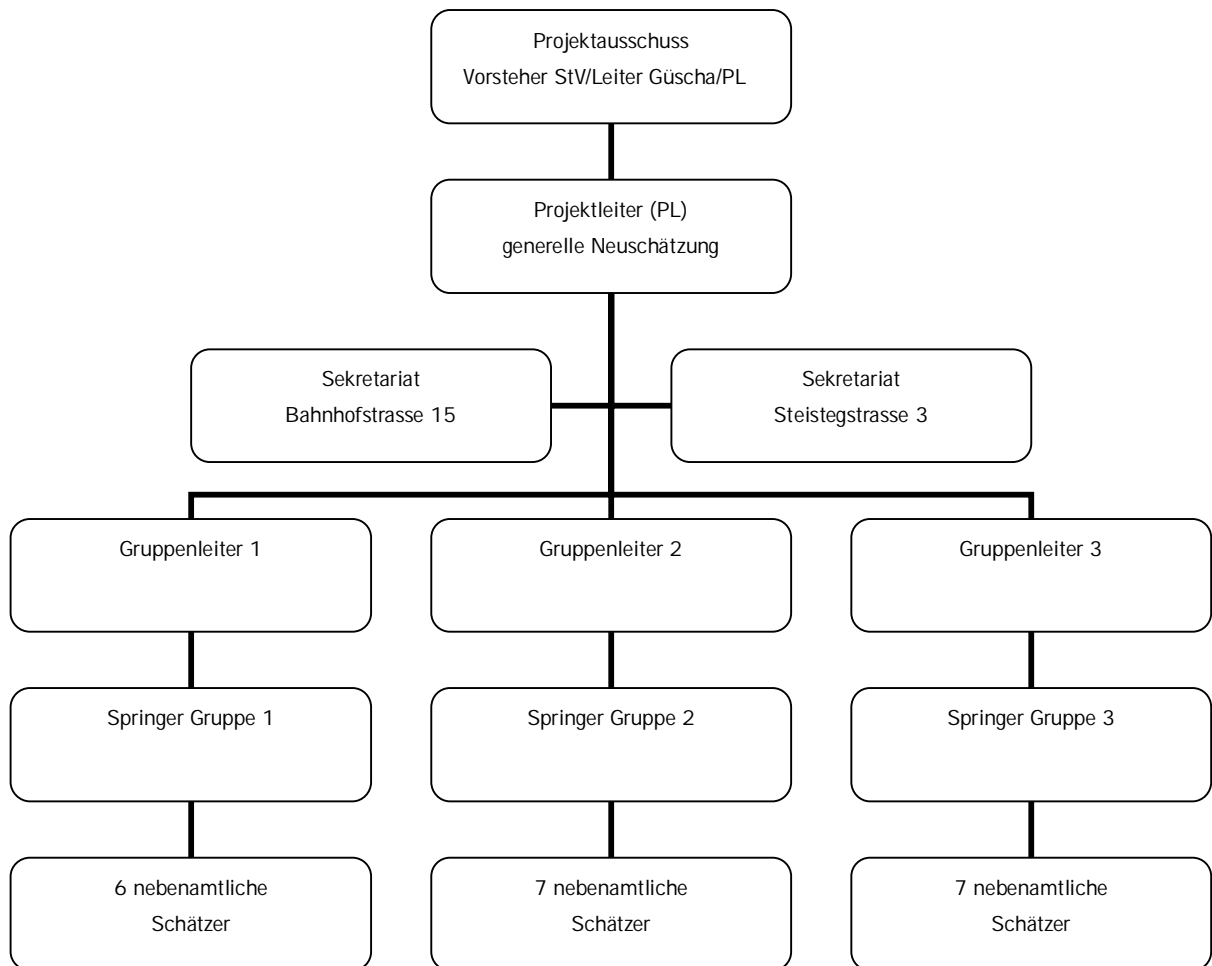 Projektausschuss
Vorsteher StV/Leiter Güscha/PL
Projektleiter (PL)
generelle Neuschätzung
Sekretariat
Bahnhofstrasse 15
Sekretariat
Steistegstrasse 3
Gruppenleiter 1
Gruppenleiter 2
Gruppenleiter 3
Springer Gruppe 1
Springer Gruppe 2
Springer Gruppe 3
6 nebenamtliche
Schätzer
7 nebenamtliche
Schätzer
7 nebenamtliche
Schätzer